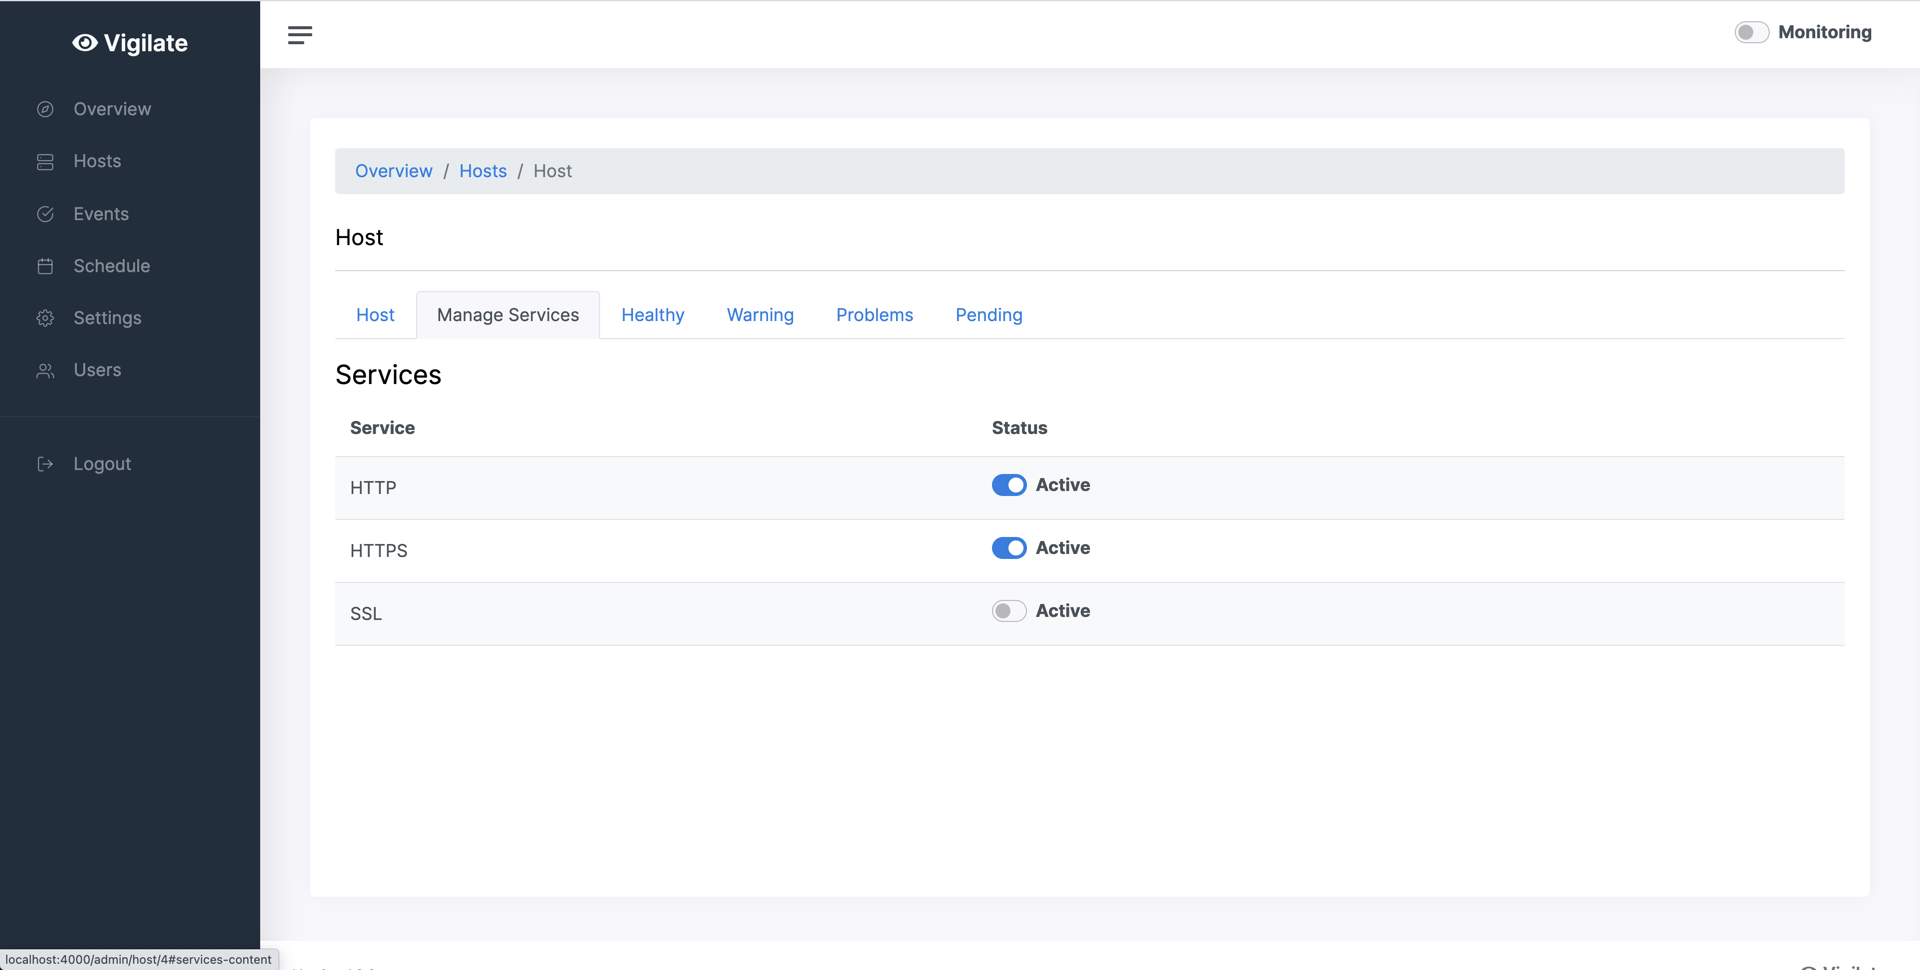 Vigilate
Monitoring
Overview
Hosts
Events
Schedule
Settings
Users
Logout
Overview / Hosts / Host
Host
Host Manage Services Healthy Warning Problems Pending
Services
Service Status
HTTP Active
HTTPS Active
SSL Active
localhost:4000/admin/host/4#services-content